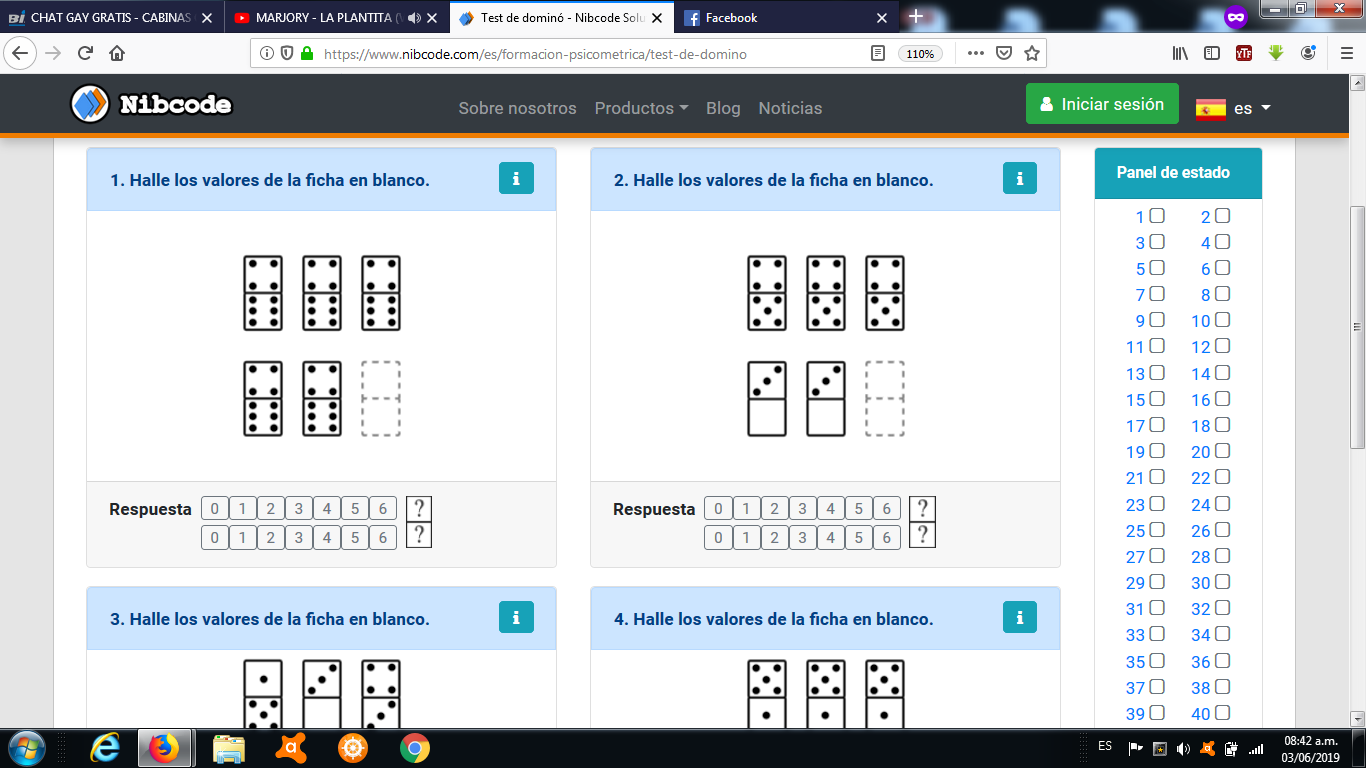 CHAT GAY GRATIS - CABINAS
MARJORY - LA PLANTITA (
Test de dominó - Nibcode Solu
Facebook
https://www.nibcode.com/es/formacion-psicometrica/test-de-domino
110%
Nibcode
Sobre nosotros Productos Blog Noticias
Iniciar sesión
es
1. Halle los valores de la ficha en blanco.
i
2. Halle los valores de la ficha en blanco.
i
Respuesta 0 1 2 3 4 5 6 ?
0 1 2 3 4 5 6 ?
Respuesta 0 1 2 3 4 5 6 ?
0 1 2 3 4 5 6 ?
3. Halle los valores de la ficha en blanco.
i
4. Halle los valores de la ficha en blanco.
i
Panel de estado
1 2
3 4
5 6
7 8
9 10
11 12
13 14
15 16
17 18
19 20
21 22
23 24
25 26
27 28
29 30
31 32
33 34
35 36
37 38
39 40
ES
08:42 a.m.
03/06/2019